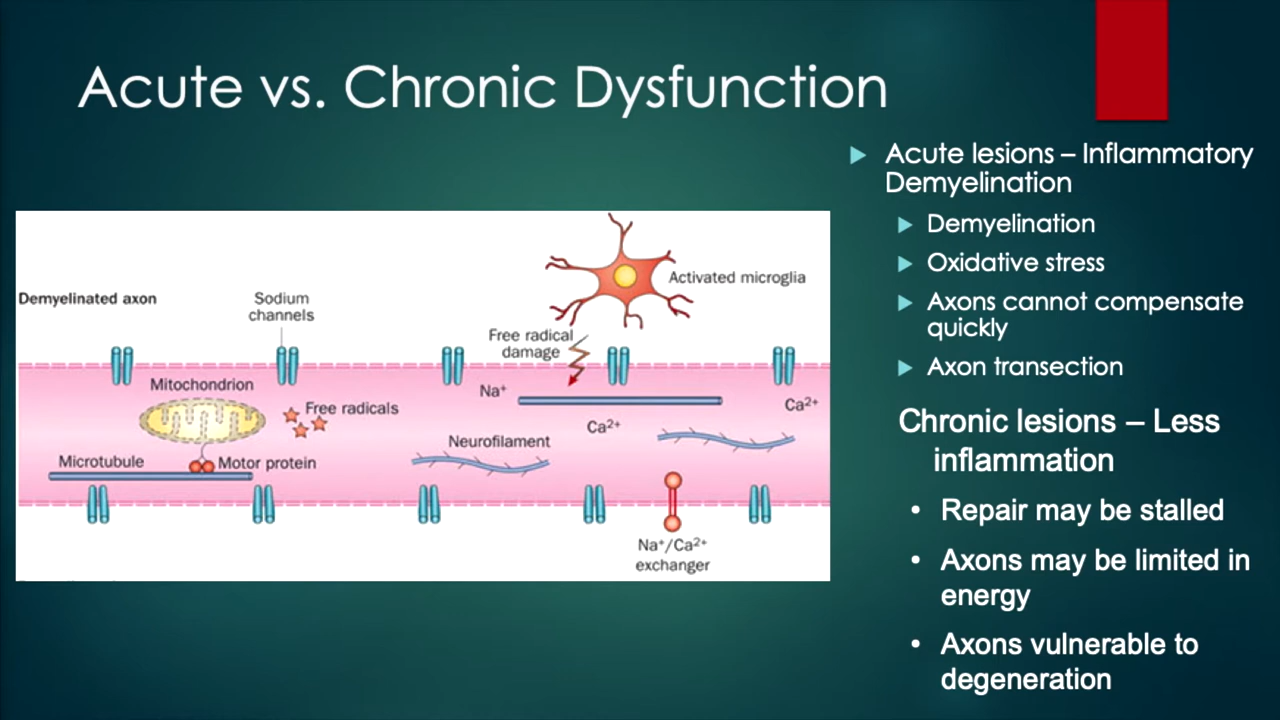 Acute vs. Chronic Dysfunction
Acute lesions – Inflammatory
Demyelination
Demyelination
Oxidative stress
Axons cannot compensate
quickly
Axon transection
Chronic lesions – Less
inflammation
• Repair may be stalled
• Axons may be limited in
energy
• Axons vulnerable to
degeneration
Activated microglia
Demyelinated axon
Sodium
channels
Free radical
damage
Mitochondrion
Na⁺
Free radicals
Ca²⁺
Ca²⁺
Neurofilament
Microtubule
Motor protein
Na⁺/Ca²⁺
exchanger